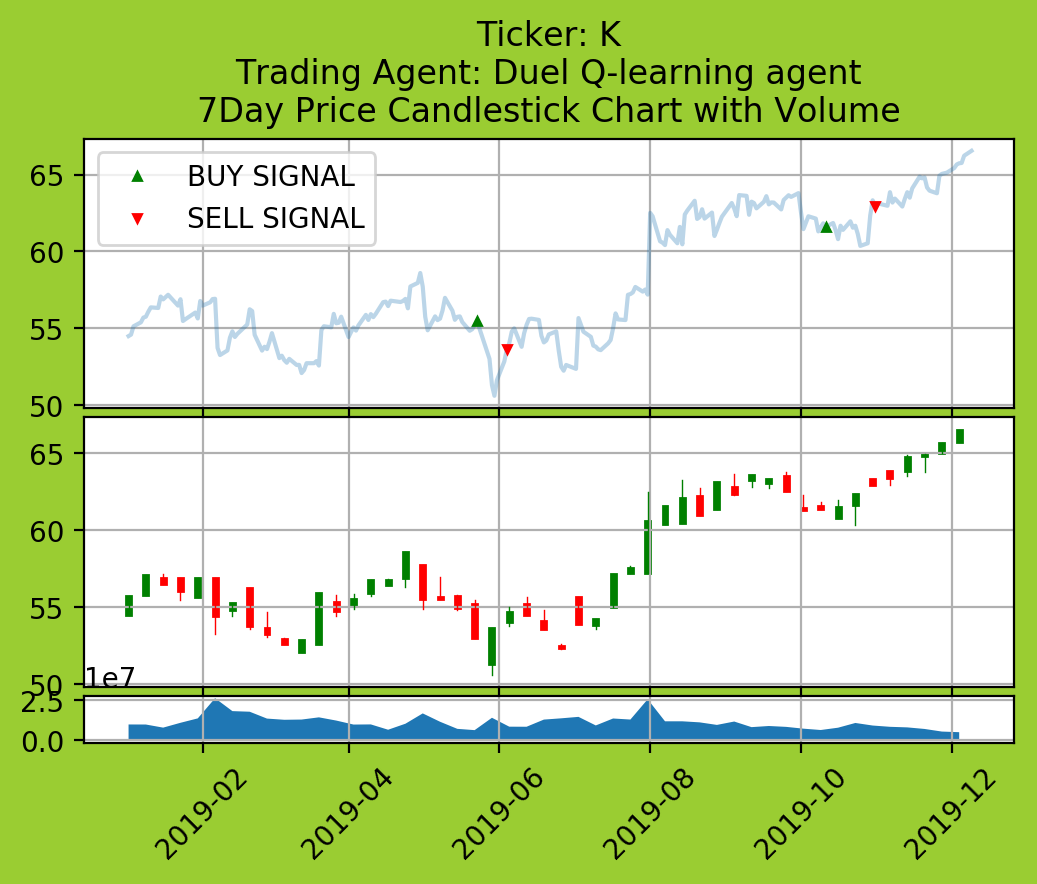 Ticker: K
Trading Agent: Duel Q-learning agent
7Day Price Candlestick Chart with Volume
65
60
55
50
BUY SIGNAL
SELL SIGNAL
65
60
55
50
1e7
2.5
0.0
2019-02
2019-04
2019-06
2019-08
2019-10
2019-12